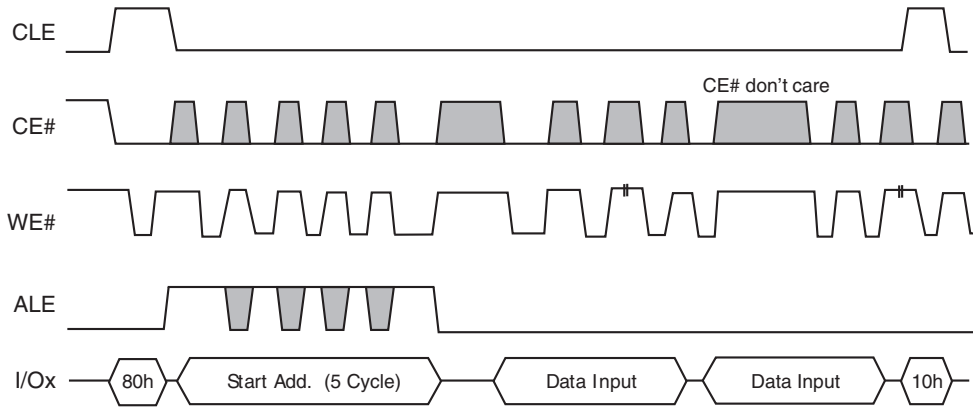 CLE
CE# don't care
CE#
WE#
ALE
I/Ox 80h Start Add. (5 Cycle) Data Input Data Input 10h